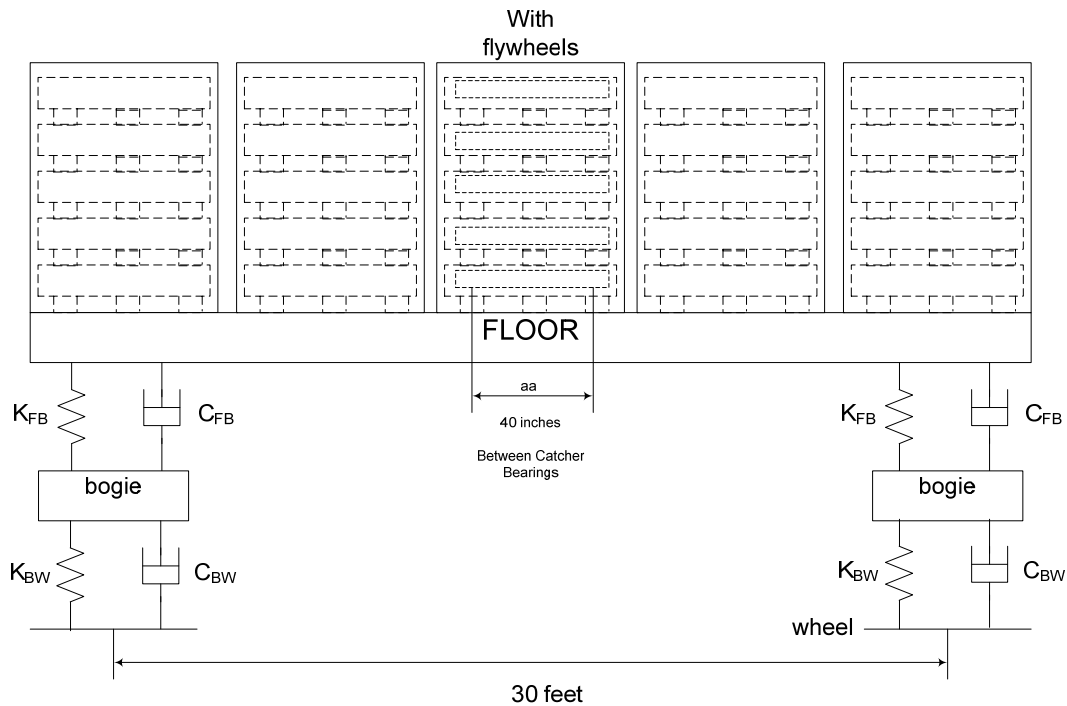 With
flywheels
FLOOR
aa
40 inches
Between Catcher
Bearings
KFB
CFB
KFB
CFB
bogie
bogie
KBW
CBW
KBW
CBW
wheel
30 feet